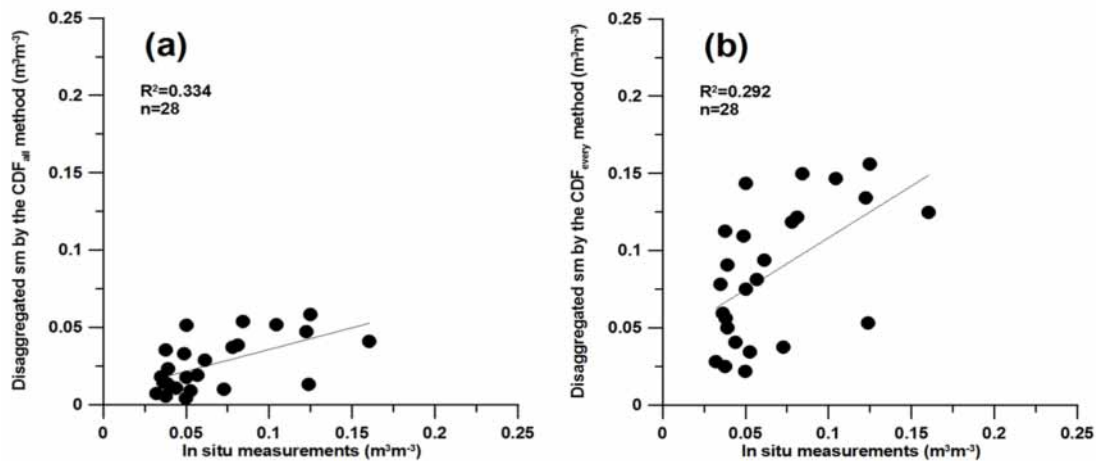 0.25
(a)
0.2
R²=0.334
n=28
0.15
0.1
0.05
0
0 0.05 0.1 0.15 0.2 0.25
In situ measurements (m³m⁻³)
Disaggregated sm by the CDFall method (m³m⁻³)
0.25
(b)
0.2
R²=0.292
n=28
0.15
0.1
0.05
0
0 0.05 0.1 0.15 0.2 0.25
In situ measurements (m³m⁻³)
Disaggregated sm by the CDFevery method (m³m⁻³)